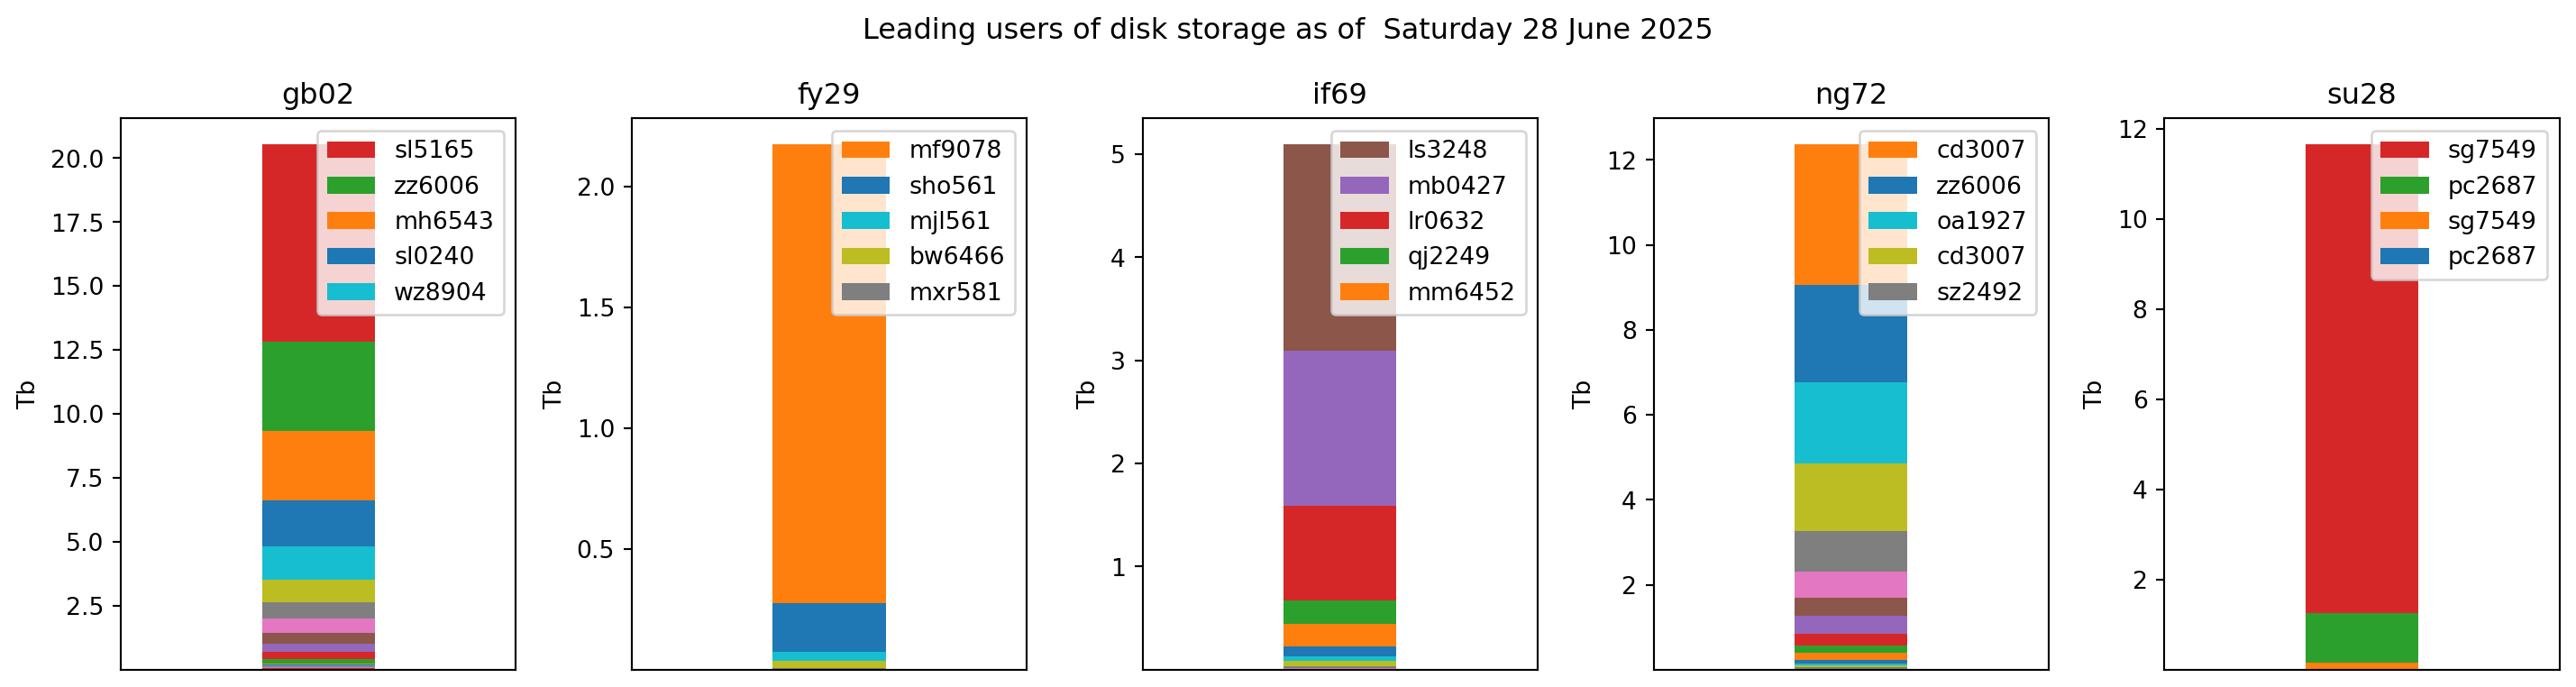 Leading users of disk storage as of  Saturday 28 June 2025
gb02
Tb
20.0
17.5
15.0
12.5
10.0
7.5
5.0
2.5
sl5165
zz6006
mh6543
sl0240
wz8904
fy29
Tb
2.0
1.5
1.0
0.5
mf9078
sho561
mjl561
bw6466
mxr581
if69
Tb
5
4
3
2
1
ls3248
mb0427
lr0632
qj2249
mm6452
ng72
Tb
12
10
8
6
4
2
cd3007
zz6006
oa1927
cd3007
sz2492
su28
Tb
12
10
8
6
4
2
sg7549
pc2687
sg7549
pc2687